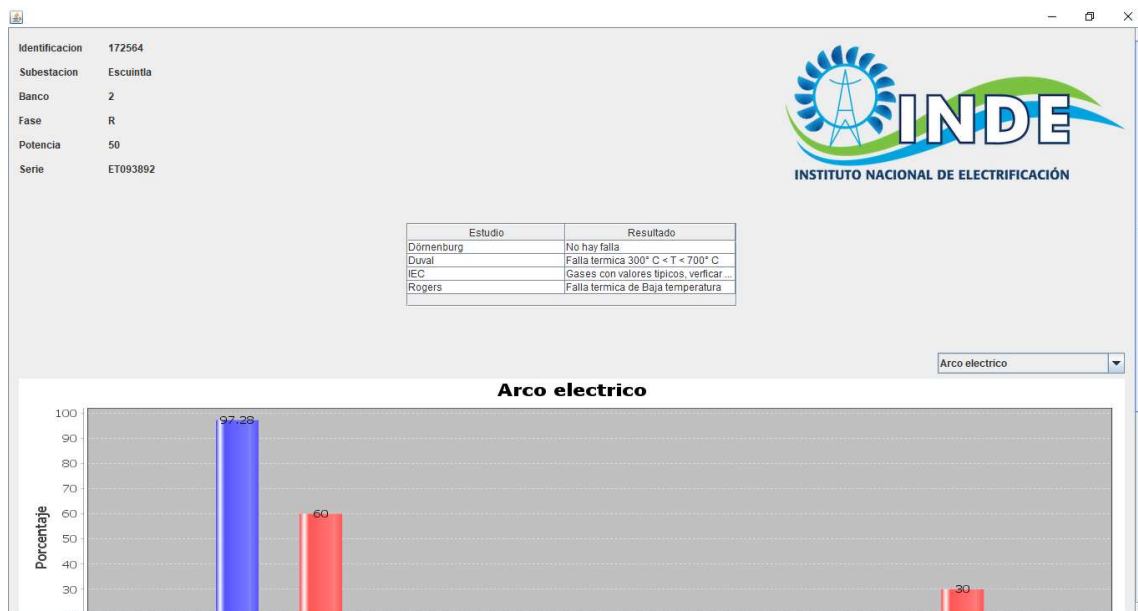 Identificacion 172564
Subestacion Escuintla
Banco 2
Fase R
Potencia 50
Serie ET093892
INDE
INSTITUTO NACIONAL DE ELECTRIFICACIÓN
Estudio Resultado
Dörnenburg No hay falla
Duval Falla termica 300° C < T < 700° C
IEC Gases con valores tipicos, verficar ...
Rogers Falla termica de Baja temperatura
Arco electrico
Arco electrico
100
97.28
90
80
70
60 60
50
40
30 30
Porcentaje